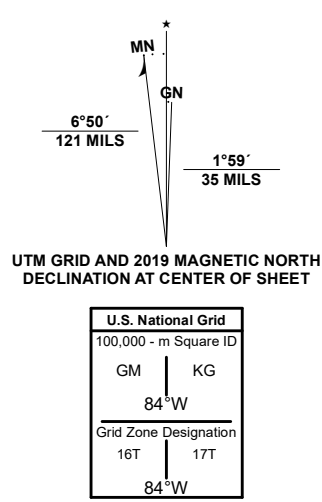 ★
MN
GN
6°50´
121 MILS
1°59´
35 MILS
UTM GRID AND 2019 MAGNETIC NORTH
DECLINATION AT CENTER OF SHEET
U.S. National Grid
100,000 - m Square ID
GM KG
84°W
Grid Zone Designation
16T 17T
84°W